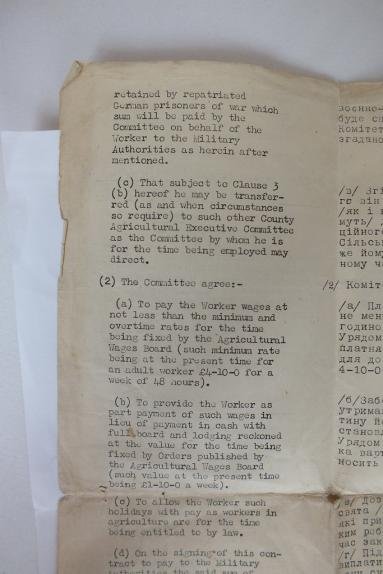 retained by repatriated
German prisoners of war which
sum will be paid by the
Committee on behalf of the
Worker to the Military
Authorities as herein after
mentioned.
(c) That subject to Clause 3
(b) hereof he may be transfer-
red (as and when circumstances
so require) to such other County
Agricultural Executive Committee
as the Committee by whom he is
for the time being employed may
direct.
(2) The Committee agree:-
(a) To pay the Worker wages at
not less than the minimum and
overtime rates for the time
being fixed by the Agricultural
Wages Board (such minimum rate
being at the present time for
an adult worker £4-10-0 for a
week of 48 hours).
(b) To provide the Worker as
part payment of such wages in
lieu of payment in cash with
full board and lodging reckoned
at the value for the time being
fixed by Orders published by
the Agricultural Wages Board
(such value at the present time
being £1-10-0 a week).
(c) To allow the Worker such
holidays with pay as workers in
agriculture are for the time
being entitled to by law.
(d) On the signing of this con-
tract to pay to the Military
буде
Комітет
згадано
/в/
/як і
муть/
ційного
Сільсь
же йому
ному ча
/2/ Коміт
/а/ Пл
не мен
годино
Урядом
платня
для до
4-10-0
/б/Забе
утрима
тину й
станов
Урядом
ка варт
носить
/в/ Доз
свята /
які при
ким роб
час зак
/г/ Під
виплати